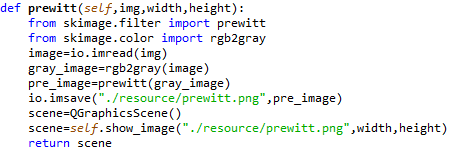 def prewitt(self,img,width,height):
    from skimage.filter import prewitt
    from skimage.color import rgb2gray
    image=io.imread(img)
    gray_image=rgb2gray(image)
    pre_image=prewitt(gray_image)
    io.imsave("./resource/prewitt.png",pre_image)
    scene=QGraphicsScene()
    scene=self.show_image("./resource/prewitt.png",width,height)
    return scene